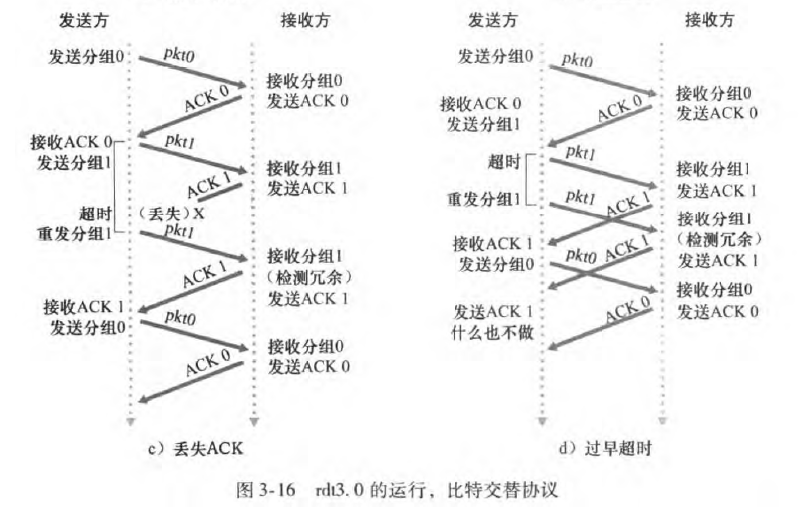 发送方
接收方
发送分组0
pkt0
接收分组0
发送ACK 0
ACK 0
接收ACK 0
发送分组1
pkt1
接收分组1
发送ACK 1
ACK 1
(丢失)X
超时
重发分组1
pkt1
接收分组1
(检测冗余)
发送ACK 1
ACK 1
接收ACK 1
发送分组0
pkt0
接收分组0
发送ACK 0
ACK 0
c)丢失ACK
发送方
接收方
发送分组0
pkt0
接收分组0
发送ACK 0
ACK 0
接收ACK 0
发送分组1
pkt1
超时
接收分组1
发送ACK 1
重发分组1
pkt1
ACK 1
接收分组1
(检测冗余)
发送ACK 1
接收ACK 1
发送分组0
pkt0
ACK 1
接收分组0
发送ACK 0
发送ACK 1
什么也不做
ACK 0
d)过早超时
图 3-16 rdt3. 0 的运行,比特交替协议